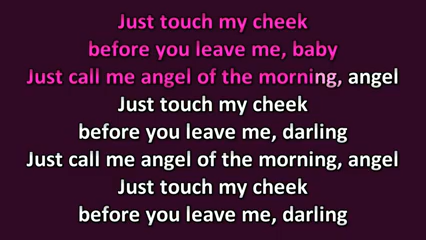 Just touch my cheek
before you leave me, baby
Just call me angel of the morning, angel
Just touch my cheek
before you leave me, darling
Just call me angel of the morning, angel
Just touch my cheek
before you leave me, darling